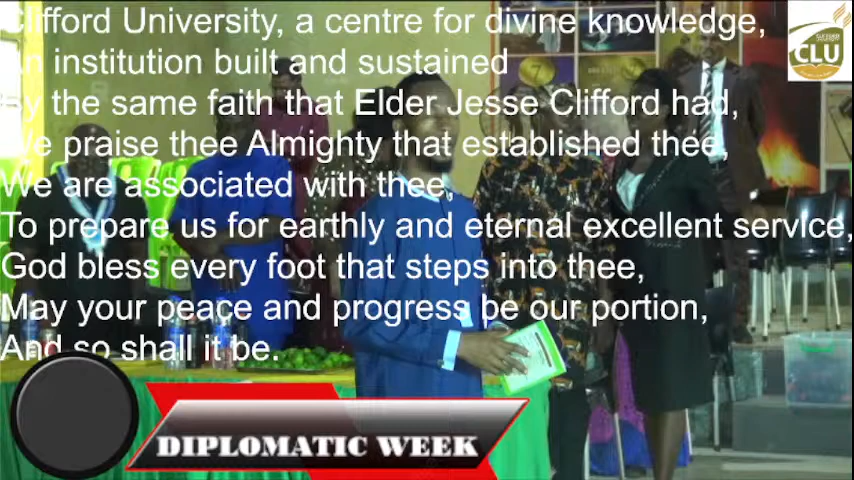 Clifford University, a centre for divine knowledge,
An institution built and sustained
By the same faith that Elder Jesse Clifford had,
We praise thee Almighty that established thee,
We are associated with thee,
To prepare us for earthly and eternal excellent service,
God bless every foot that steps into thee,
May your peace and progress be our portion,
And so shall it be.
CLU
DIPLOMATIC WEEK